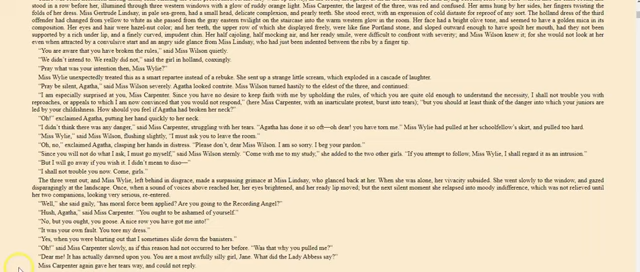 stood in a row before her, illuminated through three western windows with a glow of ruddy orange light. Miss Carpenter, the largest of the three, was red and confused. Her arms hung by her sides, her fingers twisting the
folds of her dress. Miss Gertrude Lindsay, in pale sea-green, had a small head, delicate complexion, and pearly teeth. She stood erect, with an expression of cold distaste for reproof of any sort. The holland dress of the third
offender had changed from yellow to white as she passed from the gray eastern twilight on the staircase into the warm western glow in the room. Her face had a bright olive tone, and seemed to have a golden mica in its
composition. Her eyes and hair were hazel-nut color; and her teeth, the upper row of which she displayed freely, were like fine Portland stone, and sloped outward enough to have spoilt her mouth, had they not been
supported by a rich under lip, and a finely curved, impudent chin. Her half cajoling, half mocking air, and her ready smile, were difficult to confront with severity; and Miss Wilson knew it; for she would not look at her
even when attracted by a convulsive start and an angry side glance from Miss Lindsay, who had just been indented between the ribs by a finger tip.
“You are aware that you have broken the rules,” said Miss Wilson quietly.
“We didn’t intend to. We really did not,” said the girl in holland, coaxingly.
“Pray what was your intention then, Miss Wylie?”
Miss Wylie unexpectedly treated this as a smart repartee instead of a rebuke. She sent up a strange little scream, which exploded in a cascade of laughter.
“Pray be silent, Agatha,” said Miss Wilson severely. Agatha looked contrite. Miss Wilson turned hastily to the eldest of the three, and continued:
“I am especially surprised at you, Miss Carpenter. Since you have no desire to keep faith with me by upholding the rules, of which you are quite old enough to understand the necessity, I shall not trouble you with
reproaches, or appeals to which I am now convinced that you would not respond,” (here Miss Carpenter, with an inarticulate protest, burst into tears); “but you should at least think of the danger into which your juniors are
led by your childishness. How should you feel if Agatha had broken her neck?”
“Oh!” exclaimed Agatha, putting her hand quickly to her neck.
“I didn’t think there was any danger,” said Miss Carpenter, struggling with her tears. “Agatha has done it so oft—oh dear! you have torn me.” Miss Wylie had pulled at her schoolfellow’s skirt, and pulled too hard.
“Miss Wylie,” said Miss Wilson, flushing slightly, “I must ask you to leave the room.”
“Oh, no,” exclaimed Agatha, clasping her hands in distress. “Please don’t, dear Miss Wilson. I am so sorry. I beg your pardon.”
“Since you will not do what I ask, I must go myself,” said Miss Wilson sternly. “Come with me to my study,” she added to the two other girls. “If you attempt to follow, Miss Wylie, I shall regard it as an intrusion.”
“But I will go away if you wish it. I didn’t mean to diso—”
“I shall not trouble you now. Come, girls.”
The three went out; and Miss Wylie, left behind in disgrace, made a surpassing grimace at Miss Lindsay, who glanced back at her. When she was alone, her vivacity subsided. She went slowly to the window, and gazed
disparagingly at the landscape. Once, when a sound of voices above reached her, her eyes brightened, and her ready lip moved; but the next silent moment she relapsed into moody indifference, which was not relieved until
her two companions, looking very serious, re-entered.
“Well,” she said gaily, “has moral force been applied? Are you going to the Recording Angel?”
“Hush, Agatha,” said Miss Carpenter. “You ought to be ashamed of yourself.”
“No, but you ought, you goose. A nice row you have got me into!”
“It was your own fault. You tore my dress.”
“Yes, when you were blurting out that I sometimes slide down the banisters.”
“Oh!” said Miss Carpenter slowly, as if this reason had not occurred to her before. “Was that why you pulled me?”
“Dear me! It has actually dawned upon you. You are a most awfully silly girl, Jane. What did the Lady Abbess say?”
Miss Carpenter again gave her tears way, and could not reply.